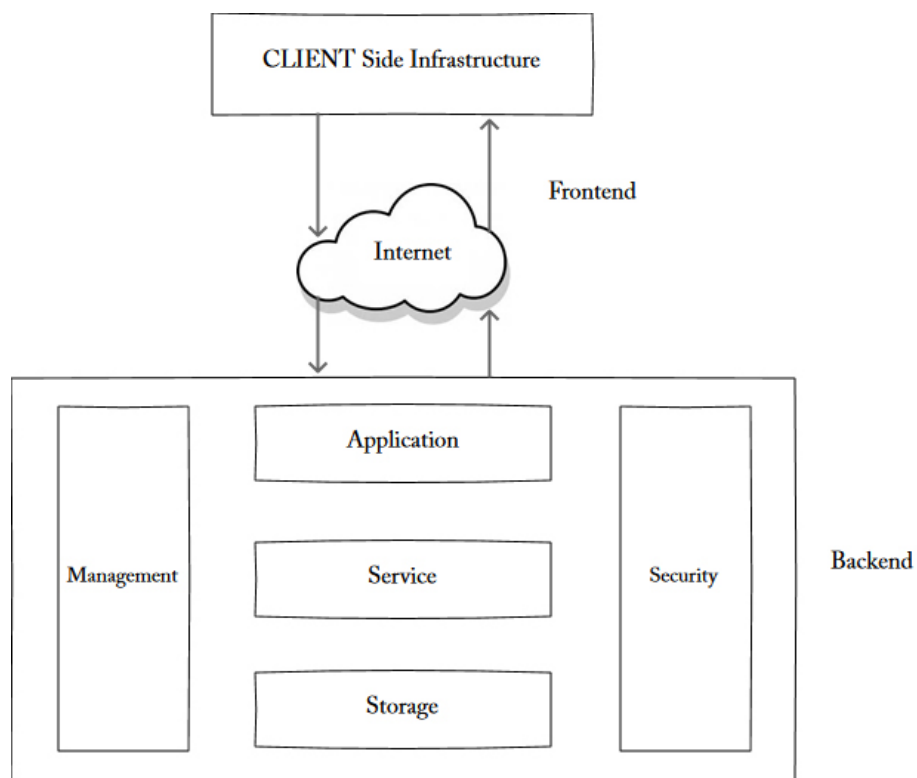 CLIENT Side Infrastructure
Frontend
Internet
Application
Management
Service
Security
Backend
Storage